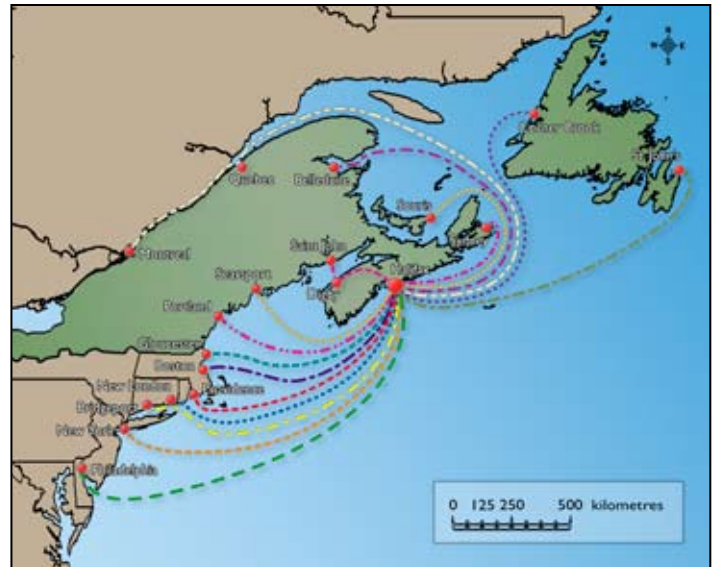 N
W E
S
Corner Brook
St. John's
Quebec
Belledune
Souris
Saint John
Halifax
Montreal
Searsport
Digby
Portland
Gloucester
Boston
New London
Providence
Bridgeport
New York
Philadelphia
0 125 250 500 kilometres